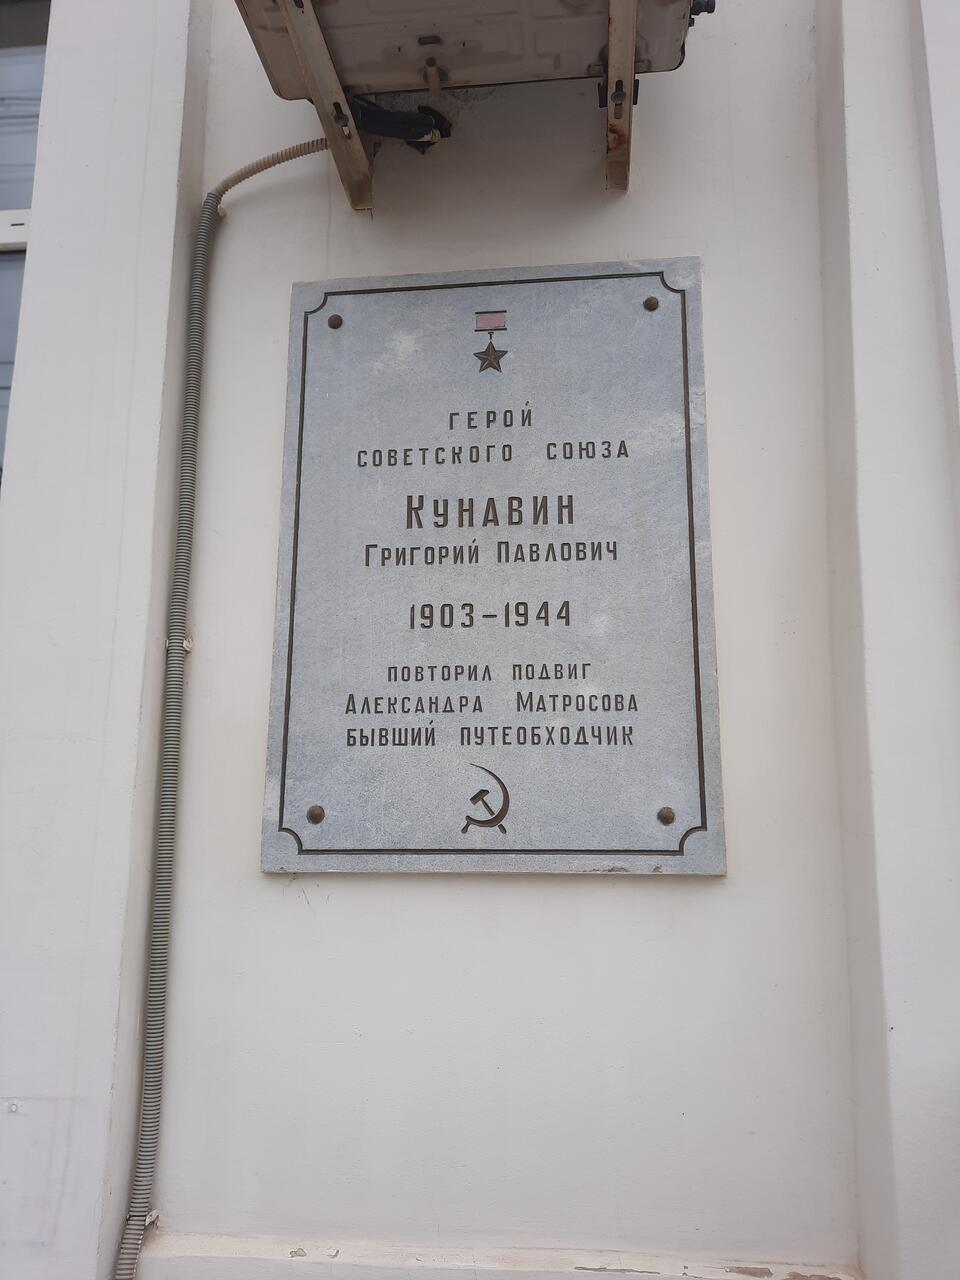 ГЕРОЙ
СОВЕТСКОГО СОЮЗА
КУНАВИН
ГРИГОРИЙ ПАВЛОВИЧ
1903–1944
ПОВТОРИЛ ПОДВИГ
АЛЕКСАНДРА МАТРОСОВА
БЫВШИЙ ПУТЕОБХОДЧИК